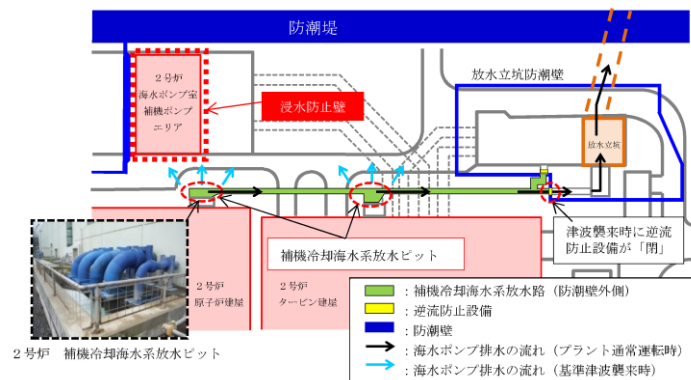 防潮堤
2号炉
海水ポンプ室
補機ポンプ
エリア
浸水防止壁
放水立坑防潮壁
放水立坑
補機冷却海水系放水ピット
津波襲来時に逆流
防止設備が「閉」
2号炉
原子炉建屋
2号炉
タービン建屋
2号炉 補機冷却海水系放水ピット
：補機冷却海水系放水路（防潮壁外側）
：逆流防止設備
：防潮壁
：海水ポンプ排水の流れ（プラント通常運転時）
：海水ポンプ排水の流れ（基準津波襲来時）